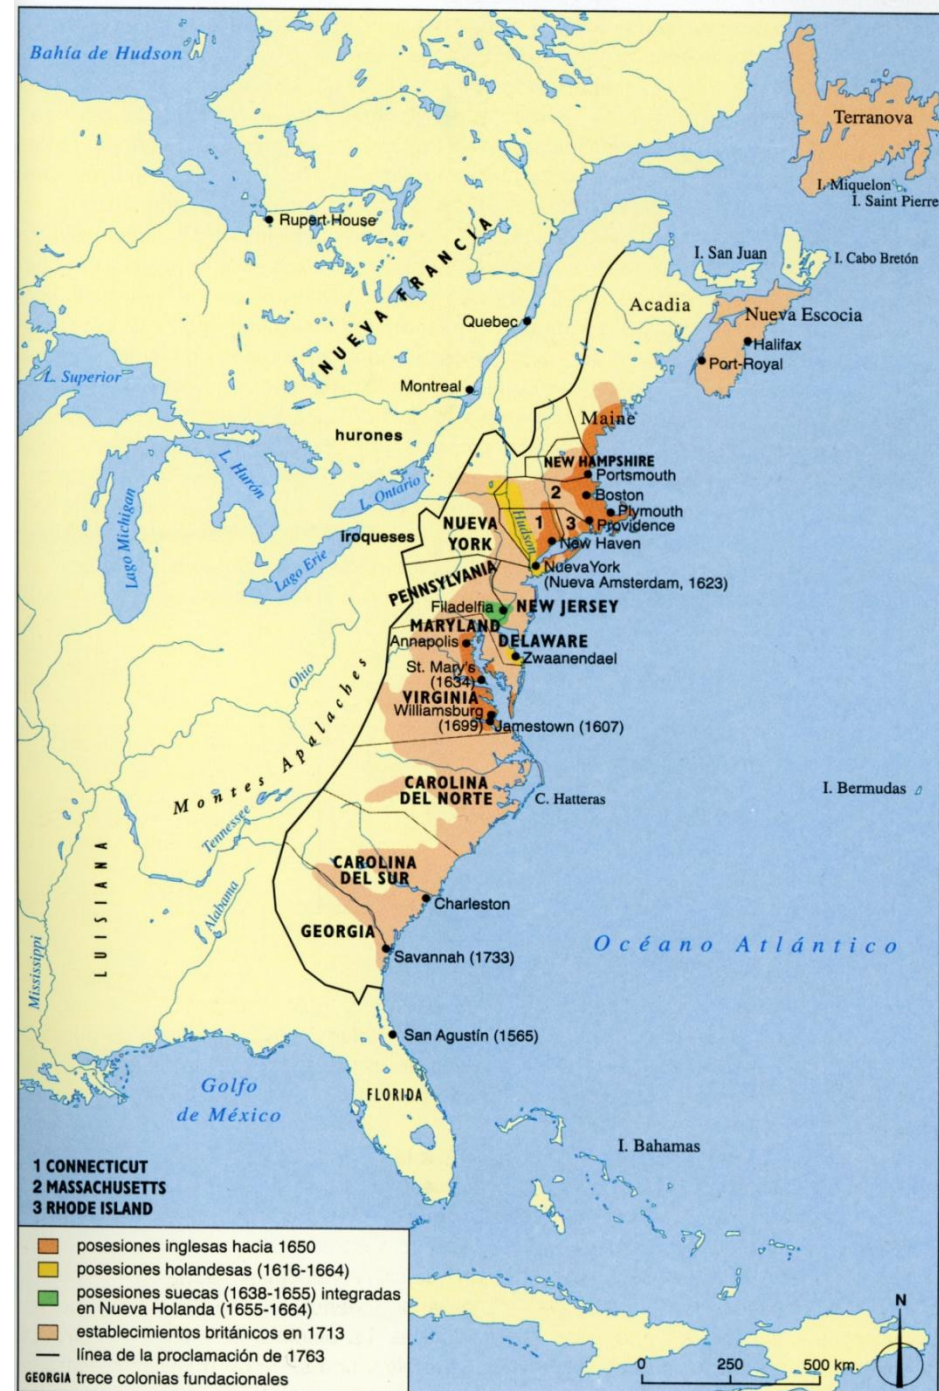 Bahía de Hudson
Terranova
I. Miquelon
I. Saint Pierre
Rupert House
NUEVA FRANCIA
I. San Juan
I. Cabo Bretón
Acadia
Nueva Escocia
Quebec
Halifax
Port-Royal
L. Superior
Montreal
Maine
hurones
L. Hurón
NEW HAMPSHIRE
Portsmouth
L. Ontario
2
Boston
Lago Michigan
Plymouth
Hudson
1
3
Providence
NUEVA
YORK
Iroqueses
New Haven
Lago Erie
Nueva York
(Nueva Amsterdam, 1623)
PENNSYLVANIA
Filadelfia
NEW JERSEY
MARYLAND
Annapolis
DELAWARE
Zwaanendael
St. Mary's
(1634)
Ohio
VIRGINIA
Williamsburg
(1699)
Jamestown (1607)
Montes Apalaches
CAROLINA
DEL NORTE
C. Hatteras
I. Bermudas
Tennessee
LUISIANA
CAROLINA
DEL SUR
Alabama
Charleston
GEORGIA
Océano Atlántico
Savannah (1733)
Mississippi
San Agustín (1565)
Golfo
de México
FLORIDA
I. Bahamas
1 CONNECTICUT
2 MASSACHUSETTS
3 RHODE ISLAND
posesiones inglesas hacia 1650
posesiones holandesas (1616-1664)
posesiones suecas (1638-1655) integradas
en Nueva Holanda (1655-1664)
establecimientos británicos en 1713
línea de la proclamación de 1763
GEORGIA trece colonias fundacionales
N
0 250 500 km.